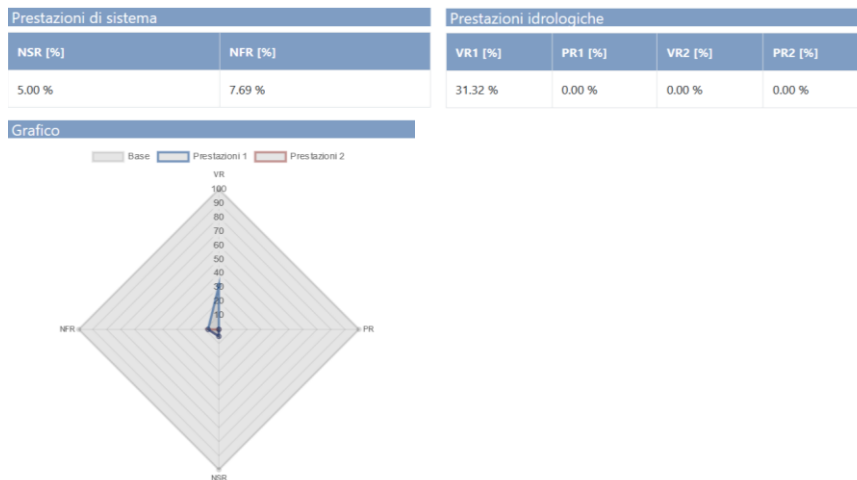 Prestazioni di sistema
NSR [%] NFR [%]
5.00 % 7.69 %
Prestazioni idrologiche
VR1 [%] PR1 [%] VR2 [%] PR2 [%]
31.32 % 0.00 % 0.00 % 0.00 %
Grafico
Base Prestazioni 1 Prestazioni 2
VR
100
90
80
70
60
50
40
30
20
10
NFR PR
NSR